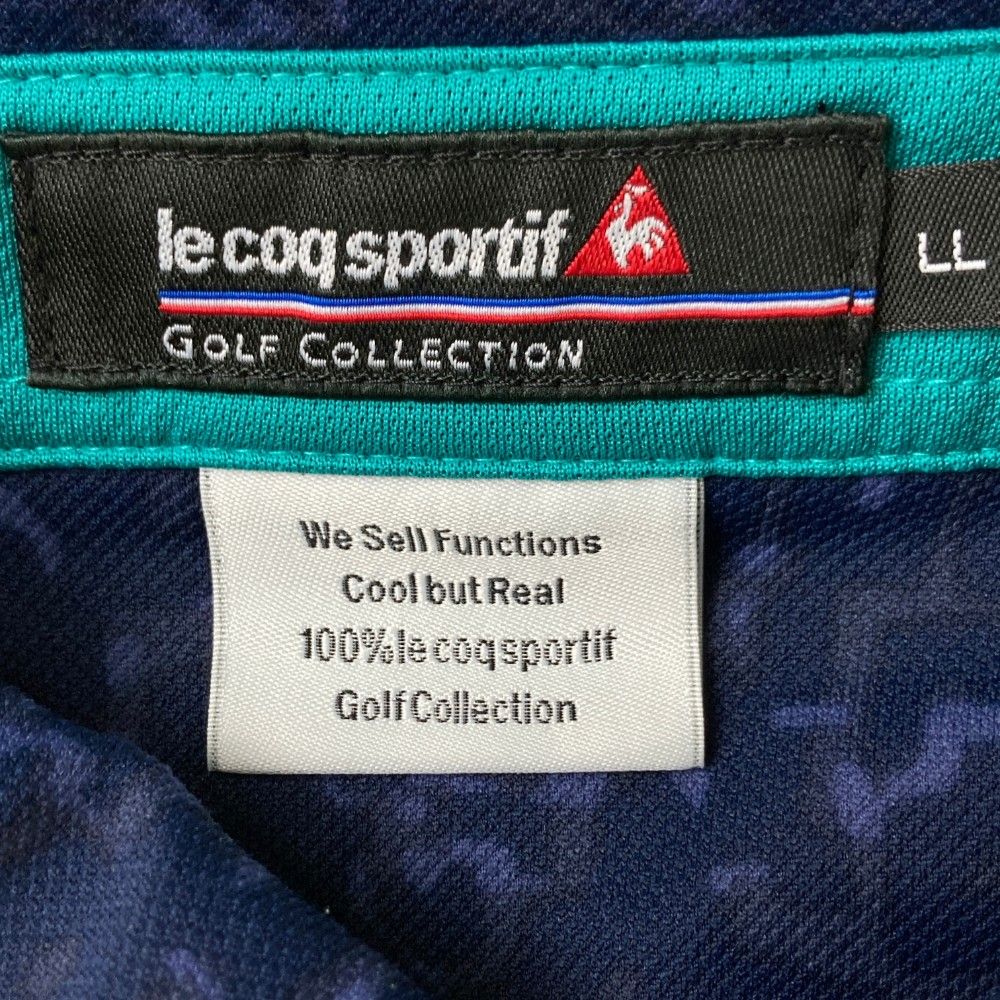 le coq sportif
GOLF COLLECTION
LL
We Sell Functions
Cool but Real
100% le coq sportif
Golf Collection